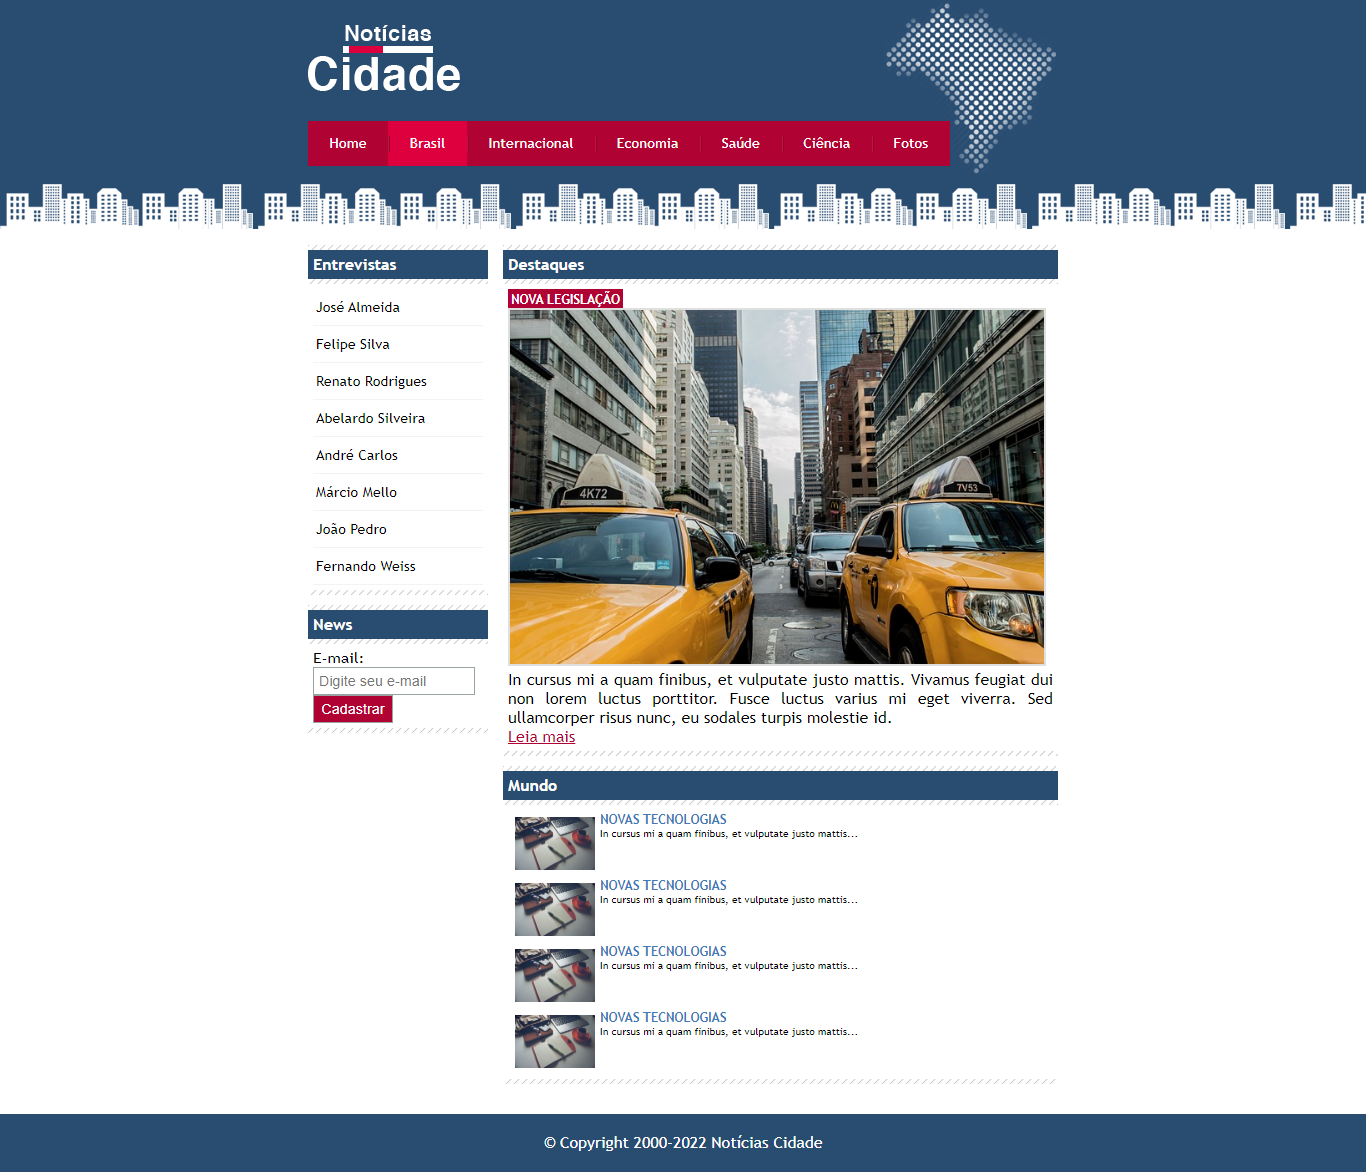 Notícias
Cidade
Home Brasil Internacional Economia Saúde Ciência Fotos
Entrevistas
José Almeida
Felipe Silva
Renato Rodrigues
Abelardo Silveira
André Carlos
Márcio Mello
João Pedro
Fernando Weiss
News
E-mail:
Digite seu e-mail
Cadastrar
Destaques
NOVA LEGISLAÇÃO
4K72
7V53
In cursus mi a quam finibus, et vulputate justo mattis. Vivamus feugiat dui
non lorem luctus porttitor. Fusce luctus varius mi eget viverra. Sed
ullamcorper risus nunc, eu sodales turpis molestie id.
Leia mais
Mundo
NOVAS TECNOLOGIAS
In cursus mi a quam finibus, et vulputate justo mattis...
NOVAS TECNOLOGIAS
In cursus mi a quam finibus, et vulputate justo mattis...
NOVAS TECNOLOGIAS
In cursus mi a quam finibus, et vulputate justo mattis...
NOVAS TECNOLOGIAS
In cursus mi a quam finibus, et vulputate justo mattis...
© Copyright 2000-2022 Notícias Cidade